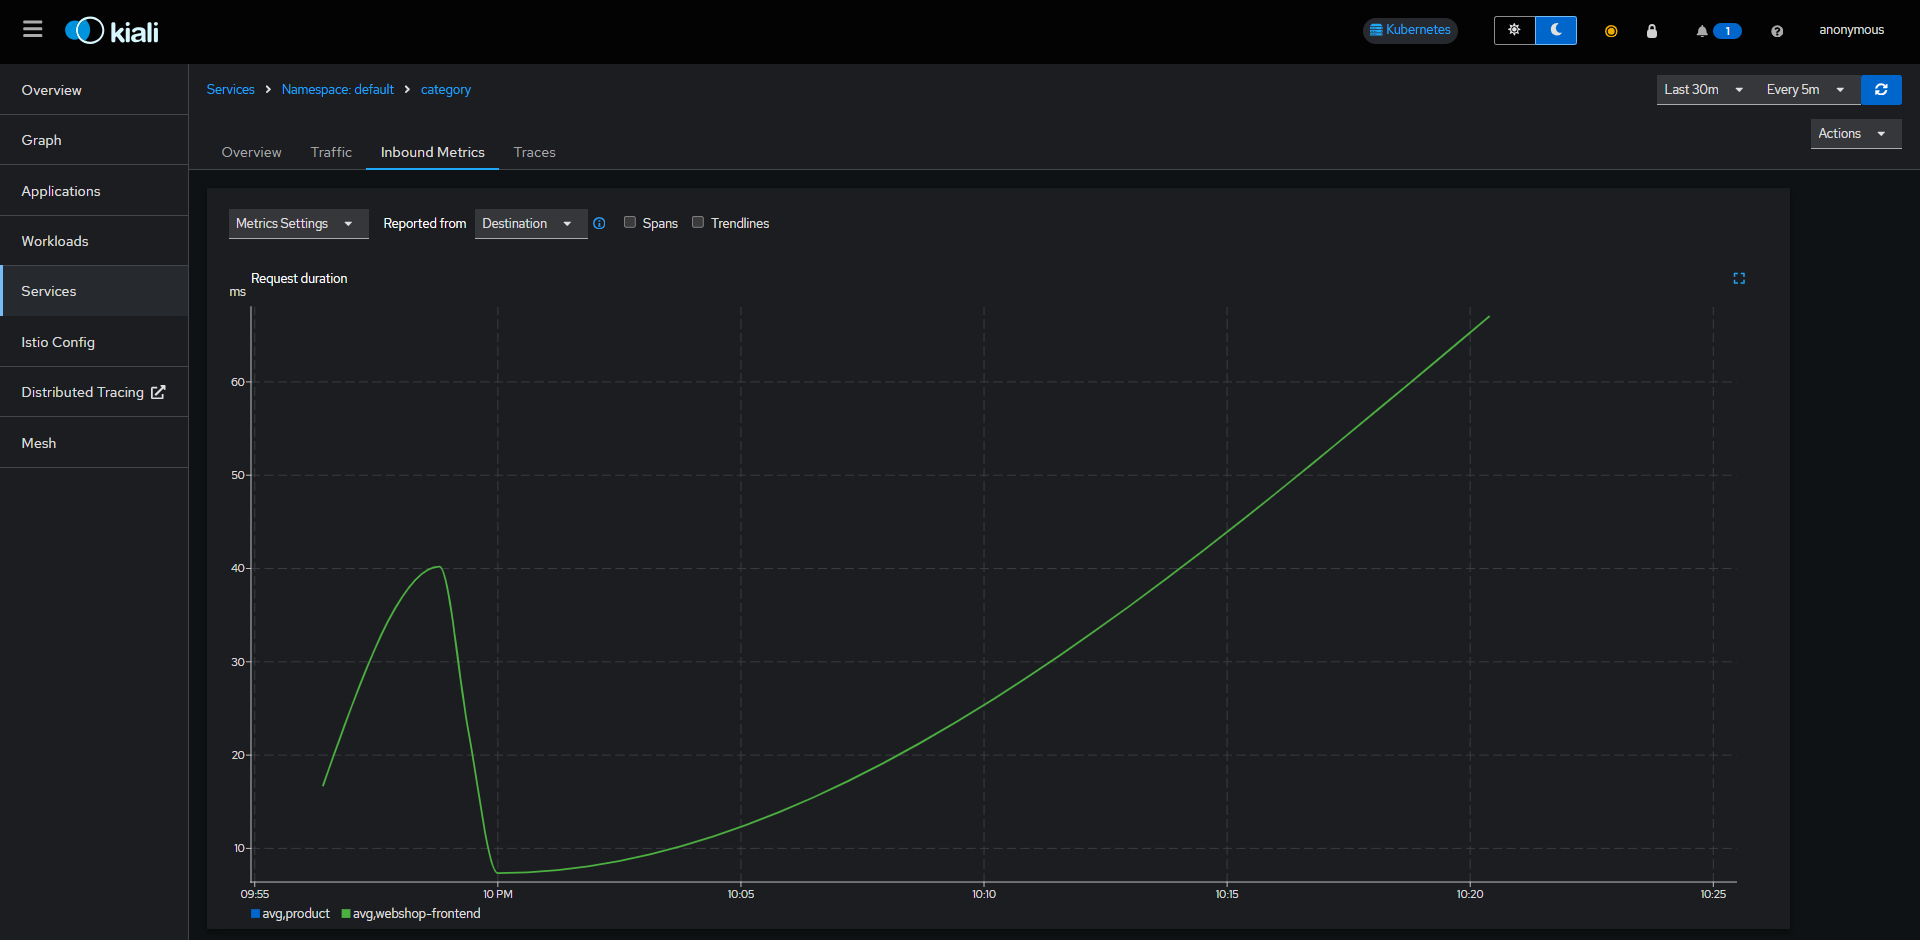 kiali
Kubernetes
1
anonymous
Overview
Graph
Applications
Workloads
Services
Istio Config
Distributed Tracing
Mesh
Services > Namespace: default > category
Last 30m
Every 5m
Actions
Overview Traffic Inbound Metrics Traces
Metrics Settings Reported from Destination Spans Trendlines
Request duration
ms
60
50
40
30
20
10
09:55 10 PM 10:05 10:10 10:15 10:20 10:25
avg,product avg,webshop-frontend